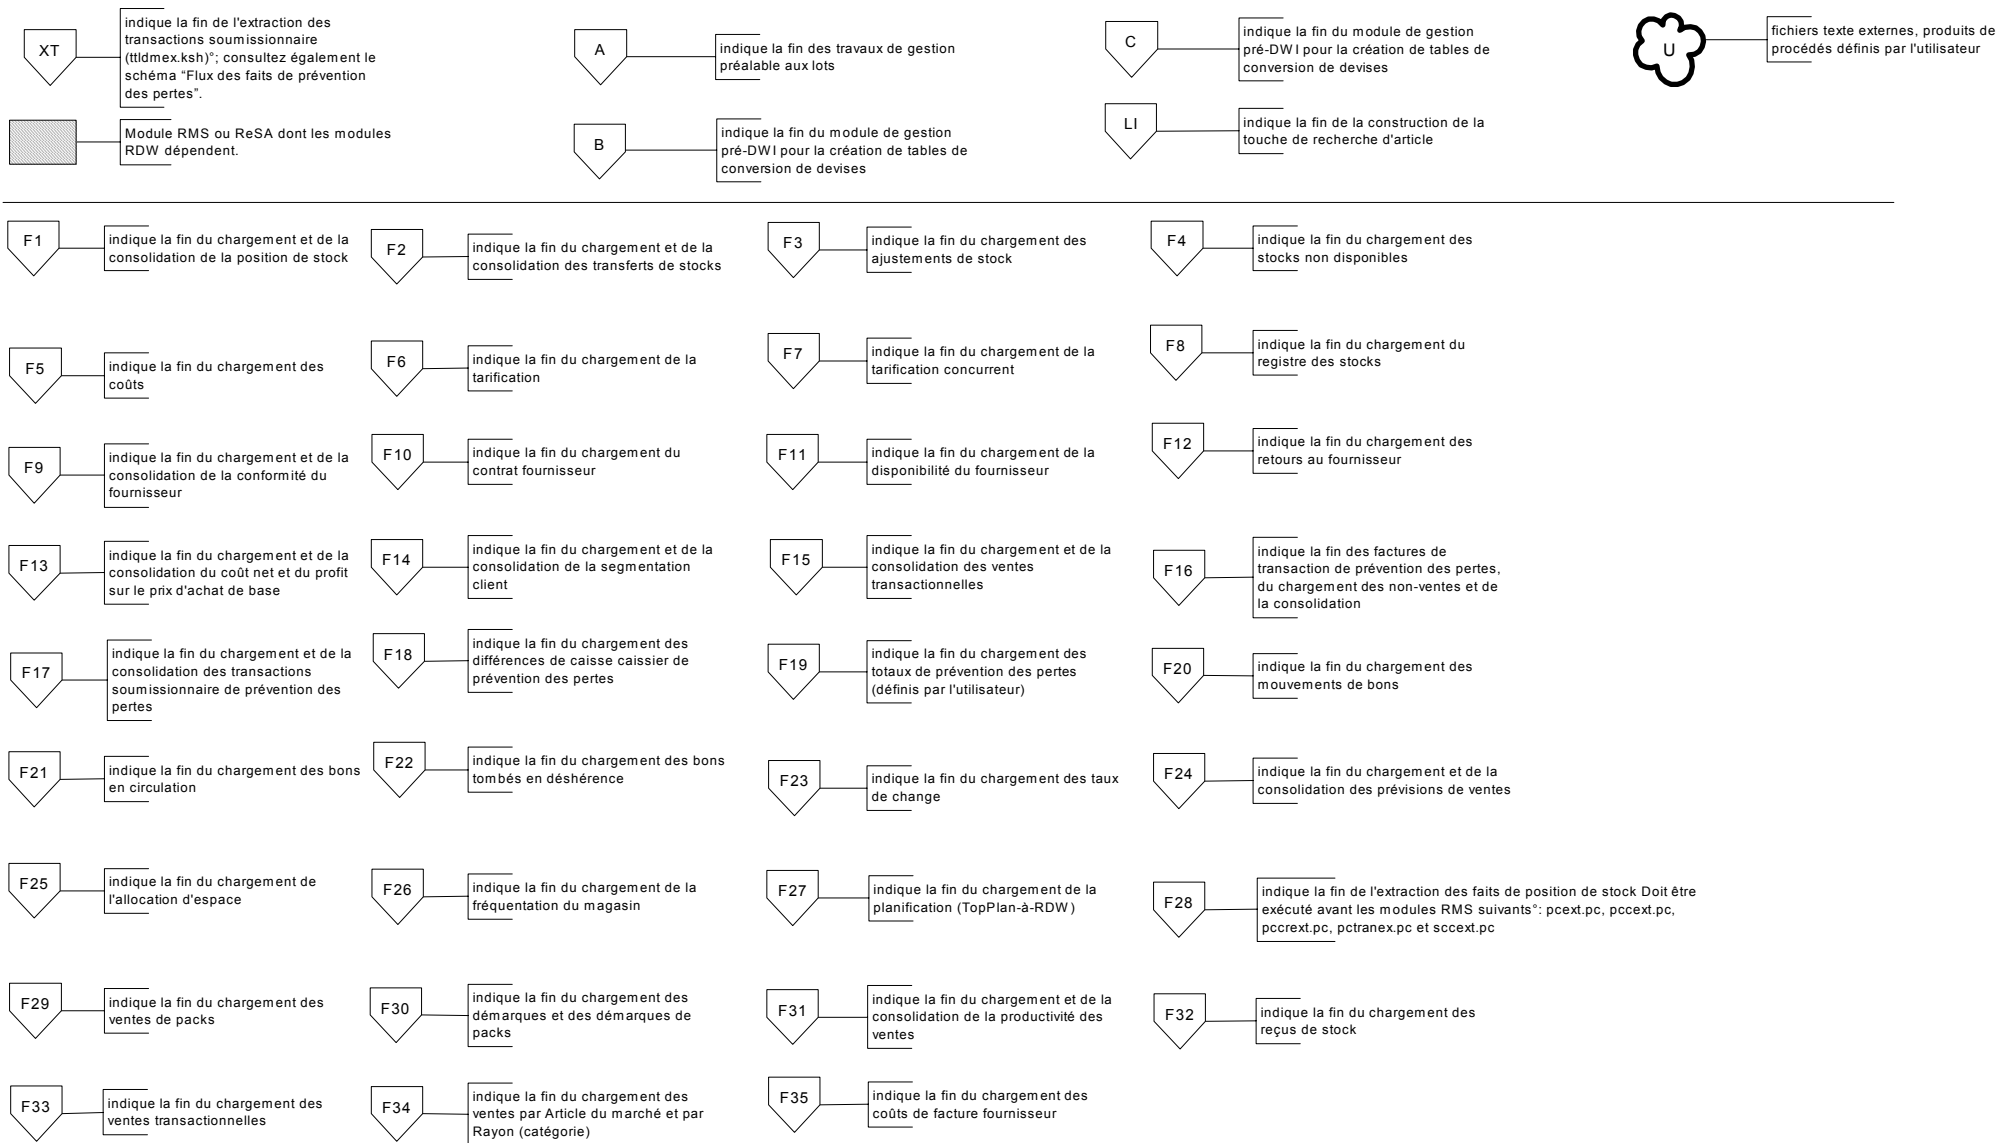 XT
indique la fin de l'extraction des
transactions soumissionnaire
(ttldmex.ksh)°; consultez également le
schéma “Flux des faits de prévention
des pertes”.
A
indique la fin des travaux de gestion
préalable aux lots
C
indique la fin du module de gestion
pré-DWI pour la création de tables de
conversion de devises
U
fichiers texte externes, produits de
procédés définis par l'utilisateur
Module RMS ou ReSA dont les modules
RDW dépendent.
B
indique la fin du module de gestion
pré-DWI pour la création de tables de
conversion de devises
LI
indique la fin de la construction de la
touche de recherche d'article
F1
indique la fin du chargement et de la
consolidation de la position de stock
F2
indique la fin du chargement et de la
consolidation des transferts de stocks
F3
indique la fin du chargement des
ajustements de stock
F4
indique la fin du chargement des
stocks non disponibles
F5
indique la fin du chargement des
coûts
F6
indique la fin du chargement de la
tarification
F7
indique la fin du chargement de la
tarification concurrent
F8
indique la fin du chargement du
registre des stocks
F9
indique la fin du chargement et de la
consolidation de la conformité du
fournisseur
F10
indique la fin du chargement du
contrat fournisseur
F11
indique la fin du chargement de la
disponibilité du fournisseur
F12
indique la fin du chargement des
retours au fournisseur
F13
indique la fin du chargement et de la
consolidation du coût net et du profit
sur le prix d'achat de base
F14
indique la fin du chargement et de la
consolidation de la segmentation
client
F15
indique la fin du chargement et de la
consolidation des ventes
transactionnelles
F16
indique la fin des factures de
transaction de prévention des pertes,
du chargement des non-ventes et de
la consolidation
F17
indique la fin du chargement et de la
consolidation des transactions
soumissionnaire de prévention des
pertes
F18
indique la fin du chargement des
différences de caisse caissier de
prévention des pertes
F19
indique la fin du chargement des
totaux de prévention des pertes
(définis par l'utilisateur)
F20
indique la fin du chargement des
mouvements de bons
F21
indique la fin du chargement des bons
en circulation
F22
indique la fin du chargement des bons
tombés en déshérence
F23
indique la fin du chargement des taux
de change
F24
indique la fin du chargement et de la
consolidation des prévisions de ventes
F25
indique la fin du chargement de
l'allocation d'espace
F26
indique la fin du chargement de la
fréquentation du magasin
F27
indique la fin du chargement de la
planification (TopPlan-à-RDW)
F28
indique la fin de l'extraction des faits de position de stock Doit être
exécuté avant les modules RMS suivants°: pcext.pc, pccext.pc,
pccrext.pc, pctranex.pc et sccext.pc
F29
indique la fin du chargement des
ventes de packs
F30
indique la fin du chargement des
démarques et des démarques de
packs
F31
indique la fin du chargement et de la
consolidation de la productivité des
ventes
F32
indique la fin du chargement des
reçus de stock
F33
indique la fin du chargement des
ventes transactionnelles
F34
indique la fin du chargement des
ventes par Article du marché et par
Rayon (catégorie)
F35
indique la fin du chargement des
coûts de facture fournisseur